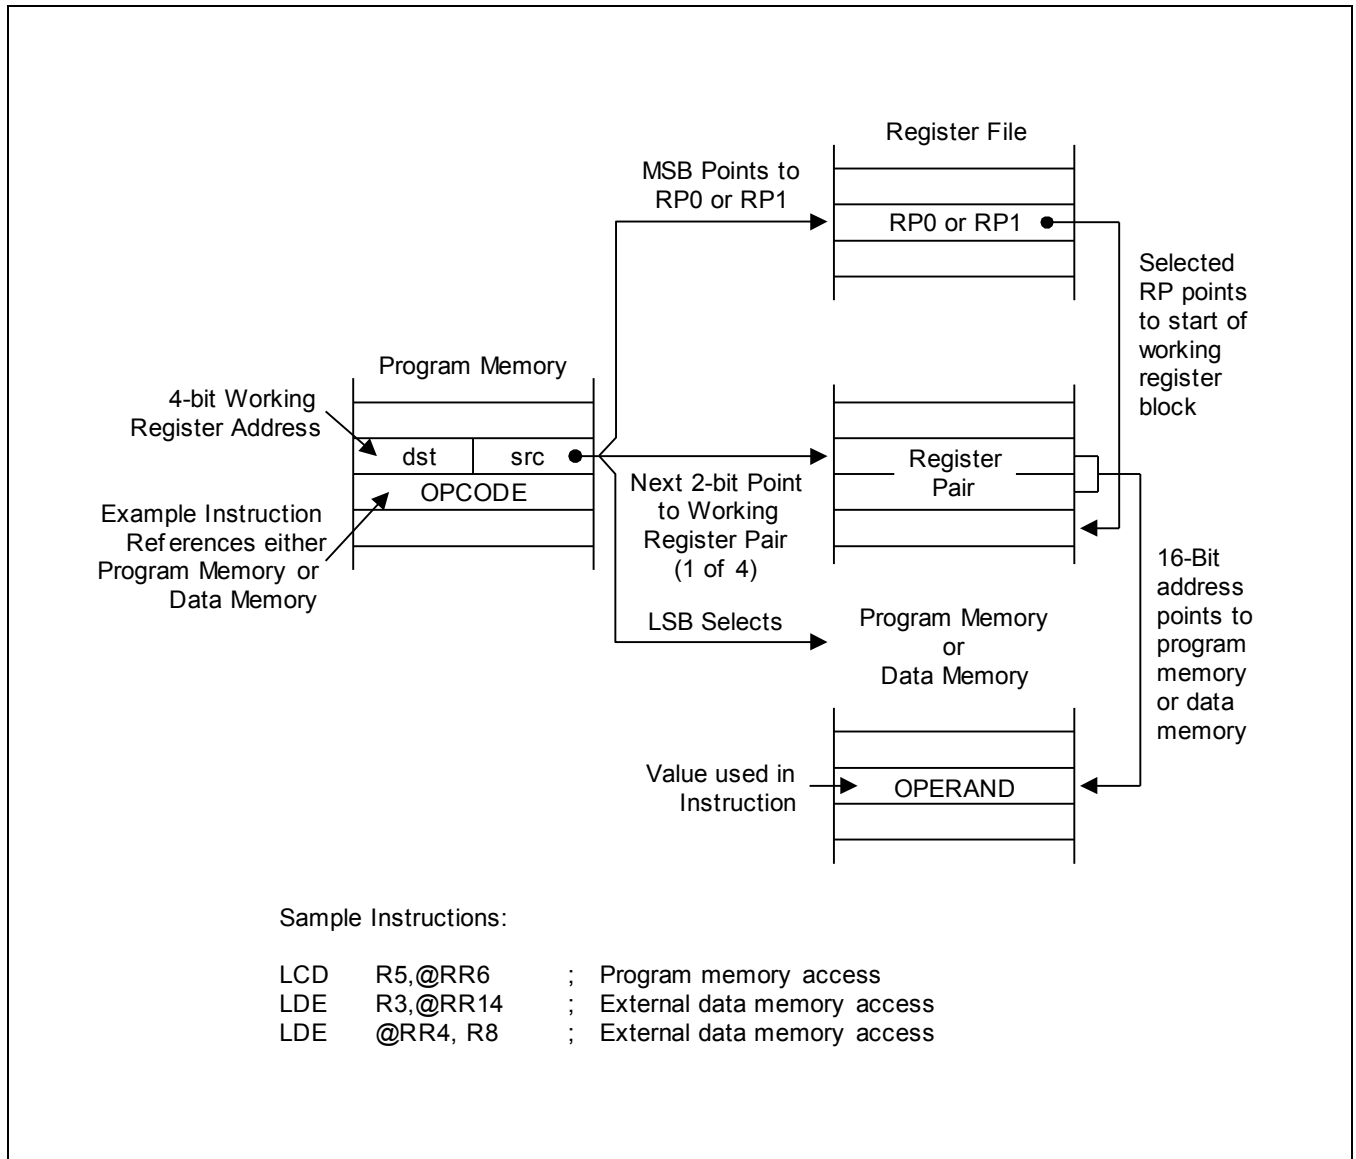 Register File
MSB Points to
RP0 or RP1
RP0 or RP1
Selected
RP points
to start of
working
register
block
Program Memory
4-bit Working
Register Address
dst src
OPCODE
Example Instruction
References either
Program Memory or
Data Memory
Next 2-bit Point
to Working
Register Pair
(1 of 4)
Register
Pair
LSB Selects
Program Memory
or
Data Memory
16-Bit
address
points to
program
memory
or data
memory
Value used in
Instruction
OPERAND
Sample Instructions:
LCD R5,@RR6 ; Program memory access
LDE R3,@RR14 ; External data memory access
LDE @RR4, R8 ; External data memory access